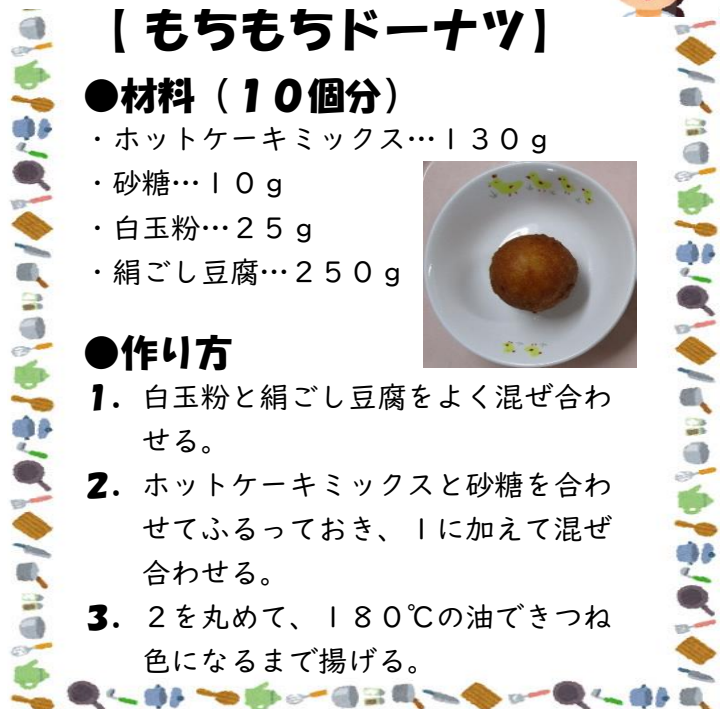 【もちもちドーナツ】
●材料（１０個分）
・ホットケーキミックス…１３０ｇ
・砂糖…１０ｇ
・白玉粉…２５ｇ
・絹ごし豆腐…２５０ｇ
●作り方
１．白玉粉と絹ごし豆腐をよく混ぜ合わ
せる。
２．ホットケーキミックスと砂糖を合わ
せてふるっておき、１に加えて混ぜ
合わせる。
３．２を丸めて、１８０℃の油できつね
色になるまで揚げる。